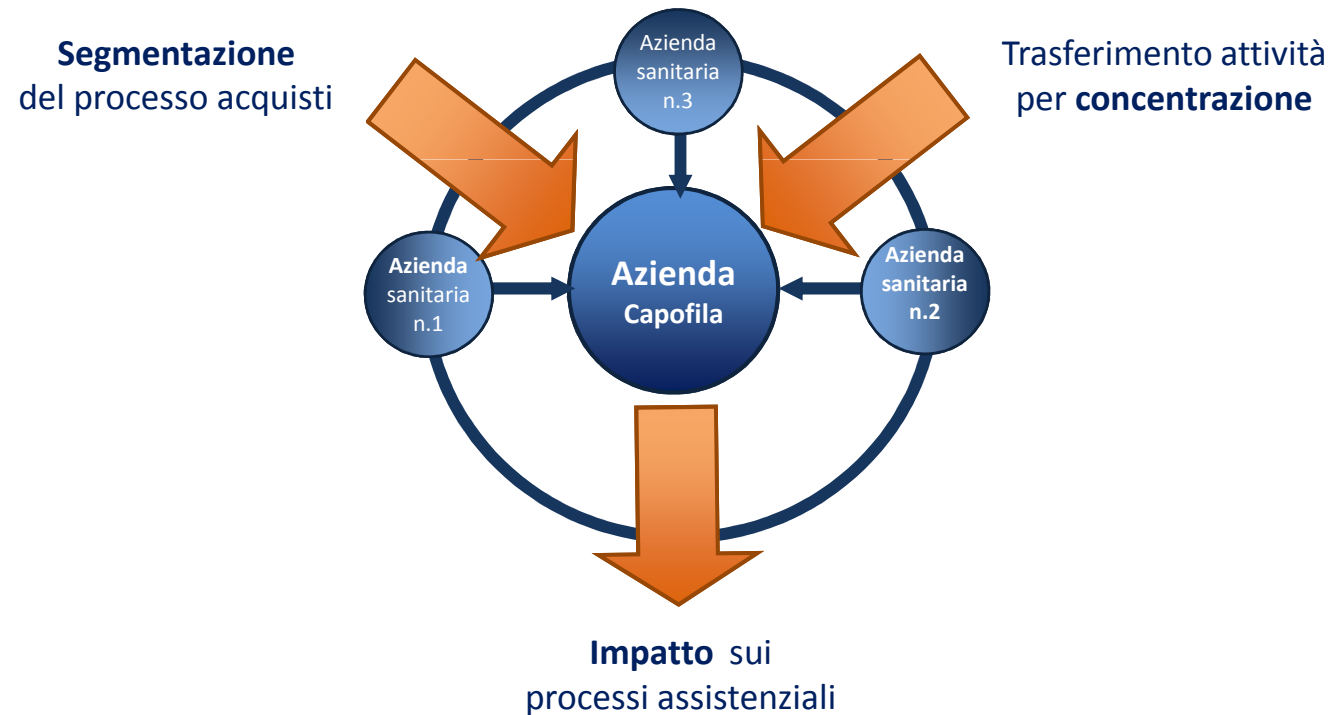 Segmentazione
del processo acquisti
Azienda
sanitaria
n.3
Trasferimento attività
per concentrazione
Azienda
sanitaria
n.1
Azienda
Capofila
Azienda
sanitaria
n.2
Impatto sui
processi assistenziali